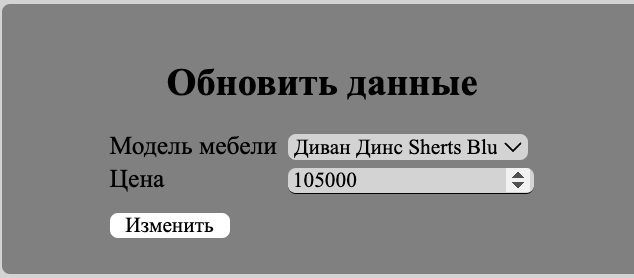 Обновить данные
Модель мебели Диван Динс Sherts Blu
Цена 105000
Изменить